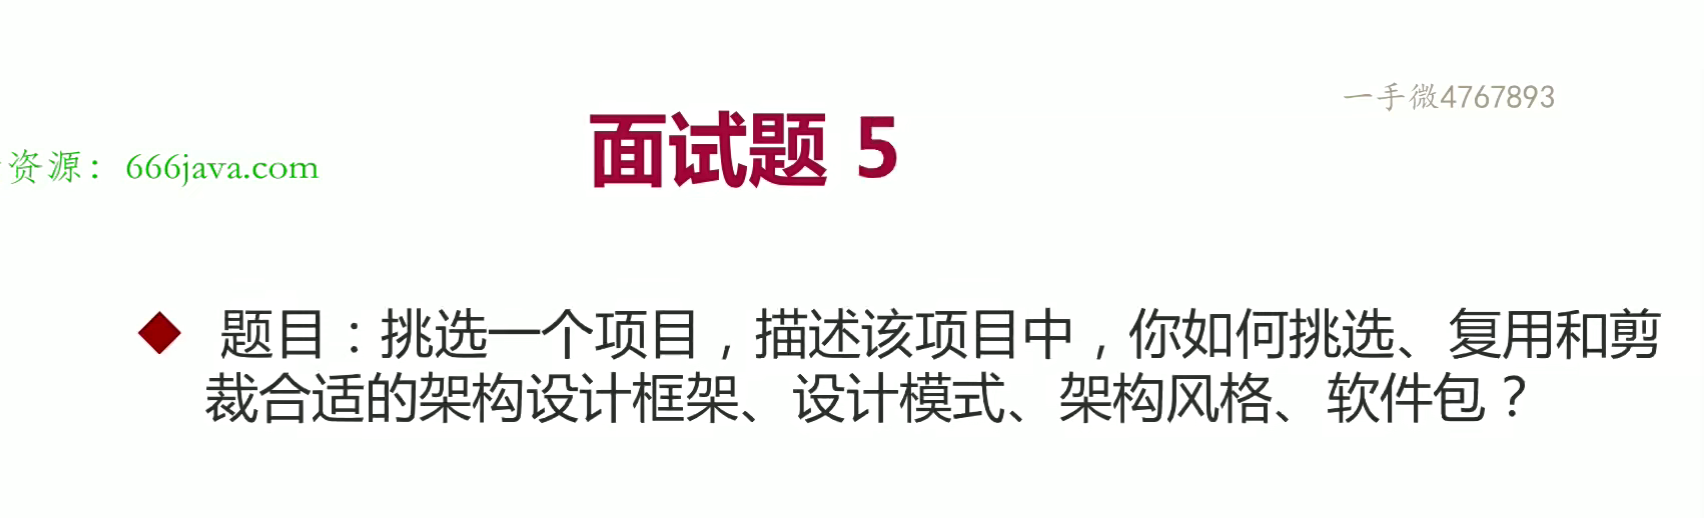 一手微4767893
面试题 5
资源：666java.com
题目：挑选一个项目，描述该项目中，你如何挑选、复用和剪
裁合适的架构设计框架、设计模式、架构风格、软件包？